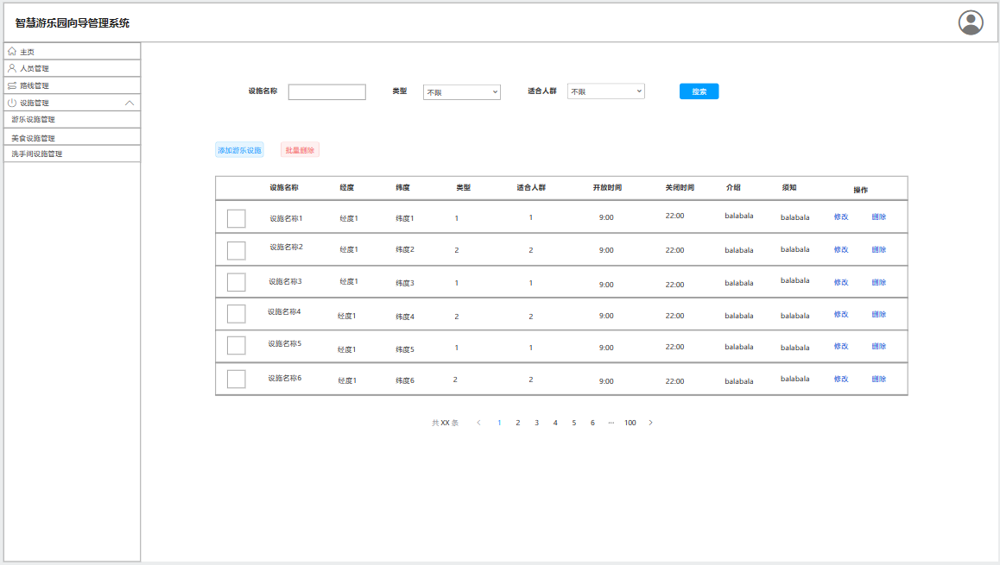 智慧游乐园向导管理系统
主页
人员管理
路线管理
设施管理
游乐设施管理
美食设施管理
洗手间设施管理
设施名称 类型 不限 适合人群 不限 搜索
添加游乐设施 批量删除
设施名称 经度 纬度 类型 适合人群 开放时间 关闭时间 介绍 须知 操作
设施名称1 经度1 纬度1 1 1 9:00 22:00 balabala balabala 修改 删除
设施名称2 经度1 纬度2 2 2 9:00 22:00 balabala balabala 修改 删除
设施名称3 经度1 纬度3 1 1 9:00 22:00 balabala balabala 修改 删除
设施名称4 经度1 纬度4 2 2 9:00 22:00 balabala balabala 修改 删除
设施名称5 经度1 纬度5 1 1 9:00 22:00 balabala balabala 修改 删除
设施名称6 经度1 纬度6 2 2 9:00 22:00 balabala balabala 修改 删除
共 XX 条 < 1 2 3 4 5 6 ··· 100 >